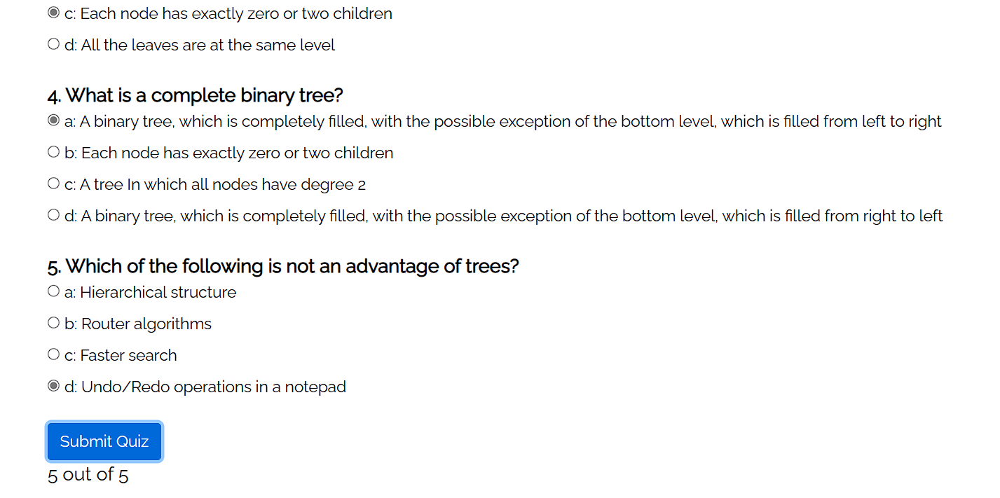 c: Each node has exactly zero or two children
d: All the leaves are at the same level
4. What is a complete binary tree?
a: A binary tree, which is completely filled, with the possible exception of the bottom level, which is filled from left to right
b: Each node has exactly zero or two children
c: A tree In which all nodes have degree 2
d: A binary tree, which is completely filled, with the possible exception of the bottom level, which is filled from right to left
5. Which of the following is not an advantage of trees?
a: Hierarchical structure
b: Router algorithms
c: Faster search
d: Undo/Redo operations in a notepad
Submit Quiz
5 out of 5